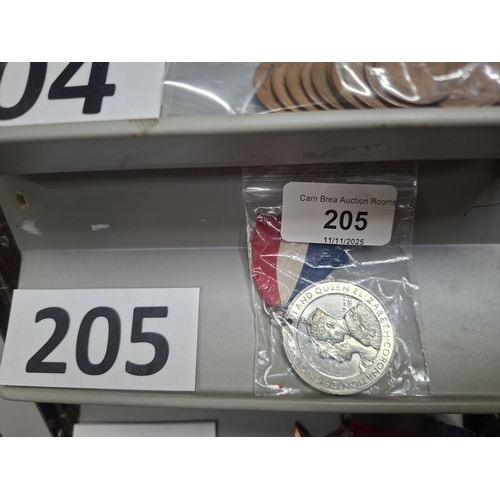 04
Carn Brea Auction Rooms
205
11/11/2025
205
I AND QUEEN ELIZABETH · CORONATION